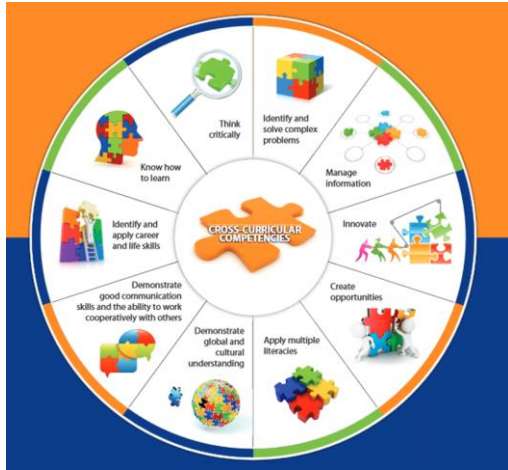 Think
critically
Identify and
solve complex
problems
Manage
information
Innovate
Create
opportunities
Apply multiple
literacies
Demonstrate
global and
cultural
understanding
Demonstrate
good communication
skills and the ability to work
cooperatively with others
Identify and
apply career
and life skills
Know how
to learn
CROSS-CURRICULAR
COMPETENCIES